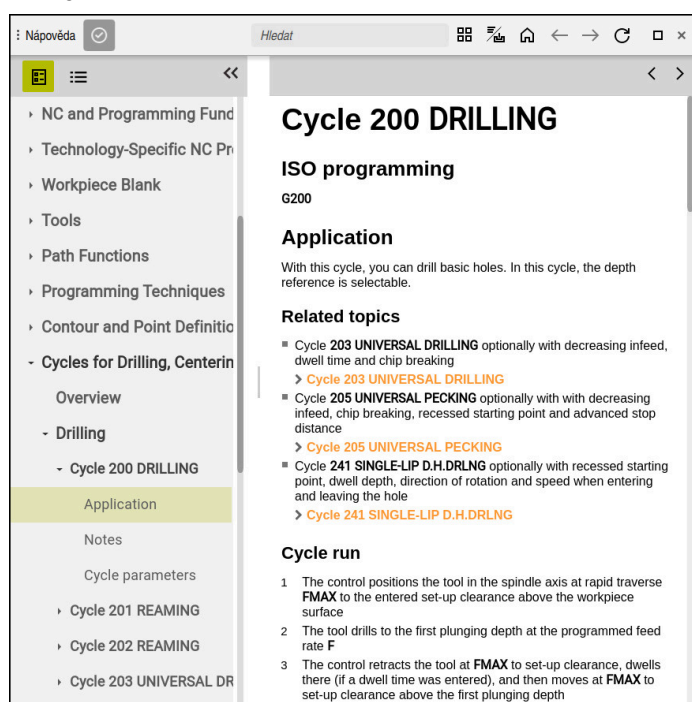 Nápověda
Hledat
NC and Programming Fund
Technology-Specific NC Pr
Workpiece Blank
Tools
Path Functions
Programming Techniques
Contour and Point Definitio
Cycles for Drilling, Centerin
Overview
Drilling
Cycle 200 DRILLING
Application
Notes
Cycle parameters
Cycle 201 REAMING
Cycle 202 REAMING
Cycle 203 UNIVERSAL DR
Cycle 200 DRILLING
ISO programming
G200
Application
With this cycle, you can drill basic holes. In this cycle, the depth
reference is selectable.
Related topics
Cycle 203 UNIVERSAL DRILLING optionally with decreasing infeed,
dwell time and chip breaking
Cycle 203 UNIVERSAL DRILLING
Cycle 205 UNIVERSAL PECKING optionally with with decreasing
infeed, chip breaking, recessed starting point and advanced stop
distance
Cycle 205 UNIVERSAL PECKING
Cycle 241 SINGLE-LIP D.H.DRLNG optionally with recessed starting
point, dwell depth, direction of rotation and speed when entering
and leaving the hole
Cycle 241 SINGLE-LIP D.H.DRLNG
Cycle run
1 The control positions the tool in the spindle axis at rapid traverse
FMAX to the entered set-up clearance above the workpiece
surface
2 The tool drills to the first plunging depth at the programmed feed
rate F
3 The control retracts the tool at FMAX to set-up clearance, dwells
there (if a dwell time was entered), and then moves at FMAX to
set-up clearance above the first plunging depth